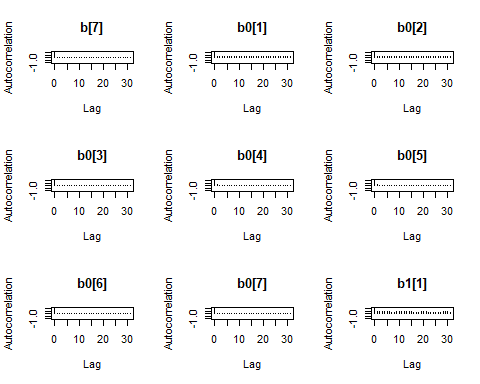 b[7] b0[1] b0[2]
Autocorrelation Autocorrelation Autocorrelation
-1.0 -1.0 -1.0
0 10 20 30 0 10 20 30 0 10 20 30
Lag Lag Lag
b0[3] b0[4] b0[5]
Autocorrelation Autocorrelation Autocorrelation
-1.0 -1.0 -1.0
0 10 20 30 0 10 20 30 0 10 20 30
Lag Lag Lag
b0[6] b0[7] b1[1]
Autocorrelation Autocorrelation Autocorrelation
-1.0 -1.0 -1.0
0 10 20 30 0 10 20 30 0 10 20 30
Lag Lag Lag